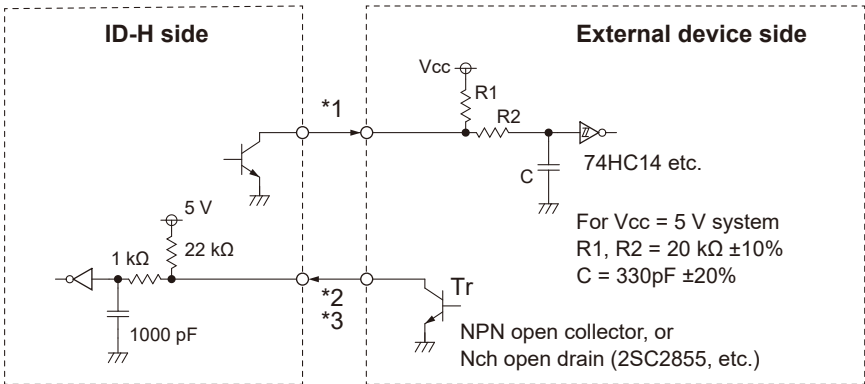 ID-H side
External device side
Vcc
*1
R1
R2
C
74HC14 etc.
5 V
22 kΩ
1 kΩ
For Vcc = 5 V system
R1, R2 = 20 kΩ ±10%
C = 330pF ±20%
1000 pF
*2
*3
Tr
NPN open collector, or
Nch open drain (2SC2855, etc.)